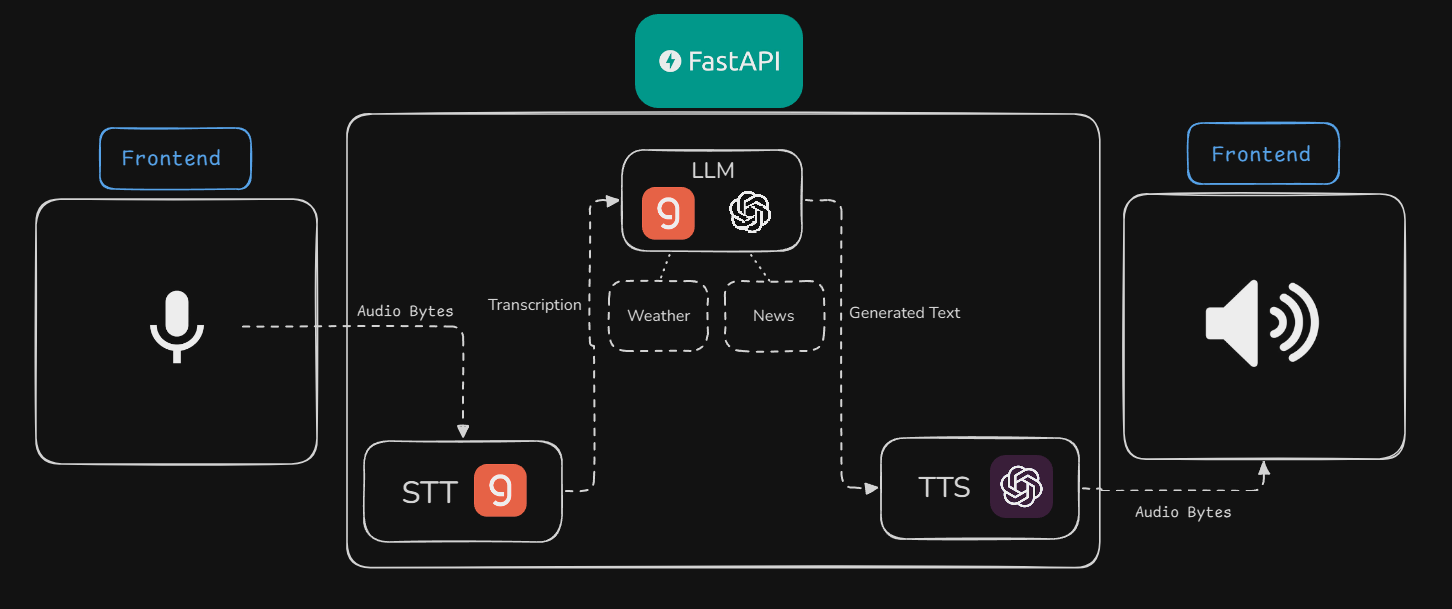 FastAPI
Frontend
Frontend
LLM
g
Audio Bytes
Transcription
Weather
News
Generated Text
STT
g
TTS
Audio Bytes